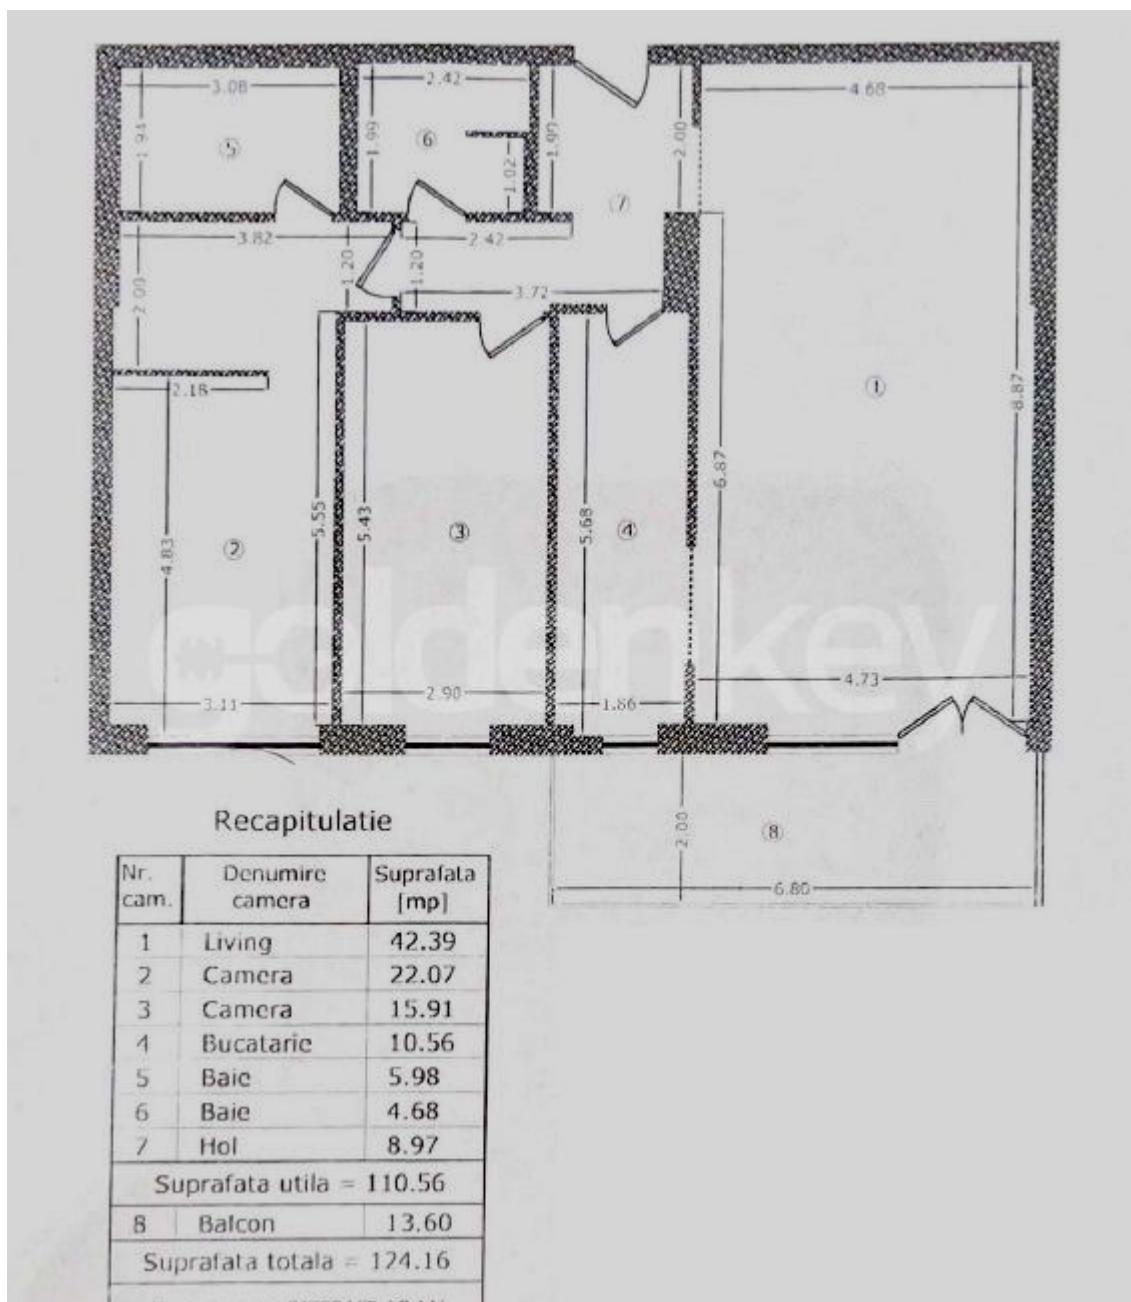 3.08
2.42
4.68
1.94
1.99
1.90
2.00
1.02
5
6
7
3.82
2.42
2.00
1.20
1.20
3.72
2.18
1
8.87
6.87
5.55
5.43
5.68
4.83
2
3
4
goldenkey
3.11
2.90
1.86
4.73
2.00
8
6.80
Recapitulatie
Nr. cam. Denumire camera Suprafata [mp]
1 Living 42.39
2 Camera 22.07
3 Camera 15.91
4 Bucatarie 10.56
5 Baie 5.98
6 Baie 4.68
7 Hol 8.97
Suprafata utila = 110.56
8 Balcon 13.60
Suprafata totala = 124.16